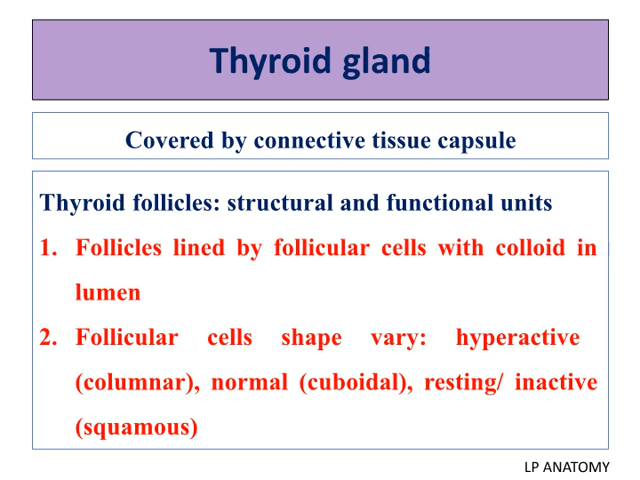 Thyroid gland
Covered by connective tissue capsule
Thyroid follicles: structural and functional units
1. Follicles lined by follicular cells with colloid in
lumen
2. Follicular cells shape vary: hyperactive
(columnar), normal (cuboidal), resting/ inactive
(squamous)
LP ANATOMY